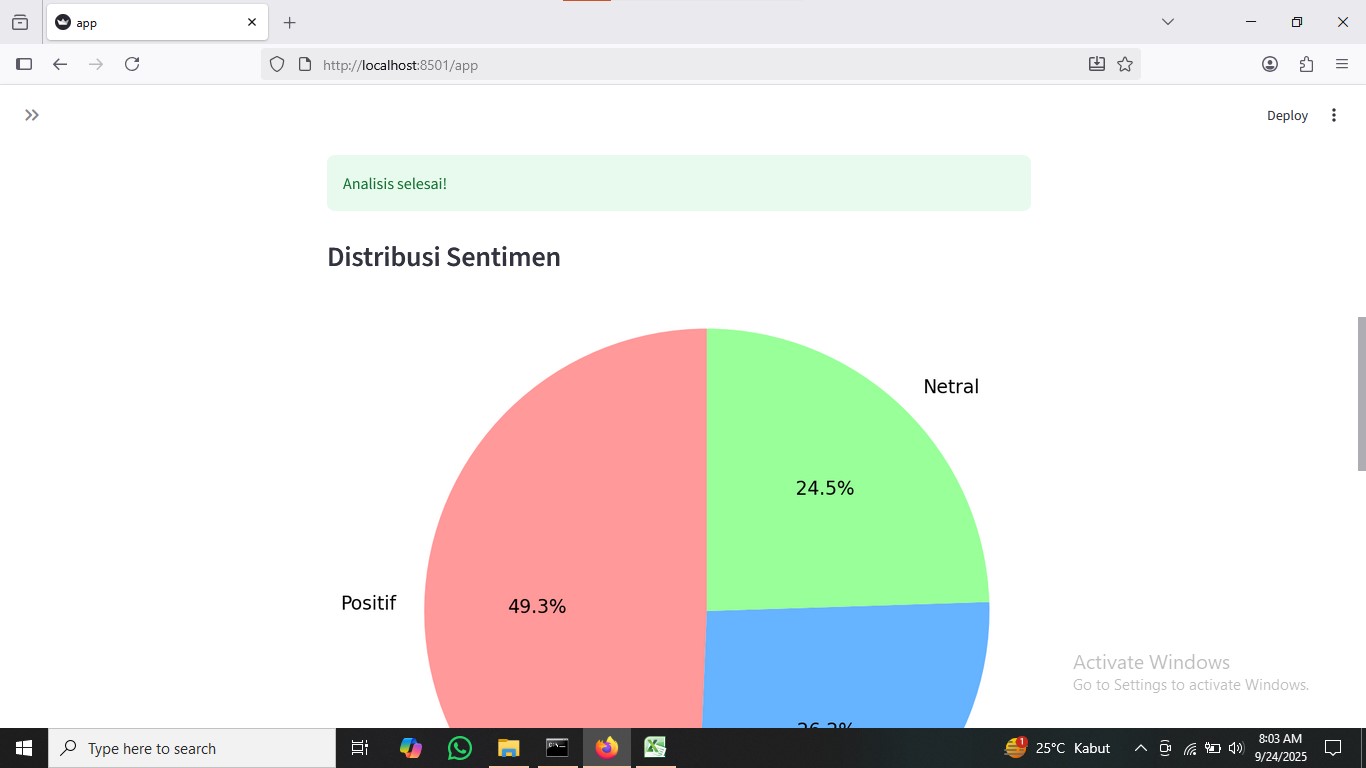 app
http://localhost:8501/app
Deploy
Analisis selesai!
Distribusi Sentimen
Netral
24.5%
Positif
49.3%
Activate Windows
Go to Settings to activate Windows.
Type here to search
1
25°C Kabut
8:03 AM
9/24/2025